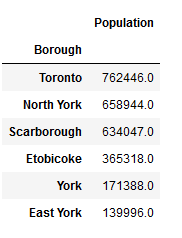 Population
Borough
Toronto 762446.0
North York 658944.0
Scarborough 634047.0
Etobicoke 365318.0
York 171388.0
East York 139996.0